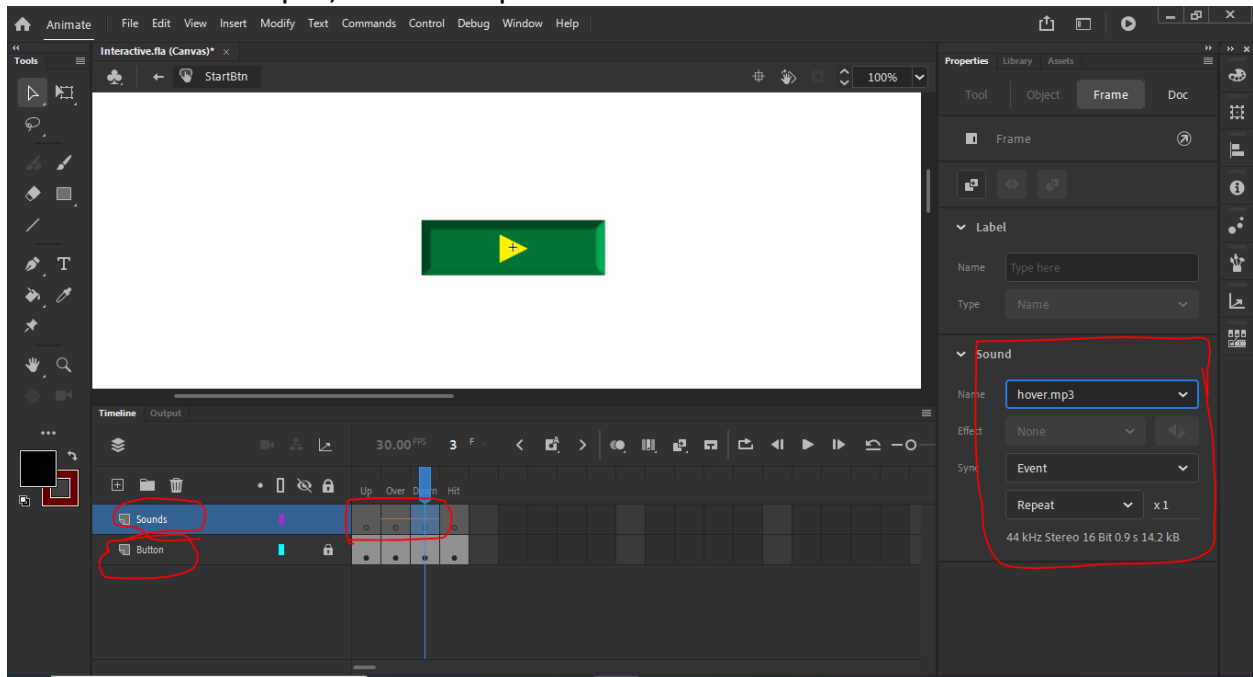 Animate File Edit View Insert Modify Text Commands Control Debug Window Help
Interactive.fla (Canvas)* ×
Tools
StartBtn
100%
Properties Library Assets
Tool Object Frame Doc
Frame
Label
Name Type here
Type Name
Sound
Name hover.mp3
Effect None
Sync Event
Repeat x 1
44 kHz Stereo 16 Bit 0.9 s 14.2 kB
Timeline Output
30.00 FPS 3 F
Up Over Down Hit
Sounds
Button